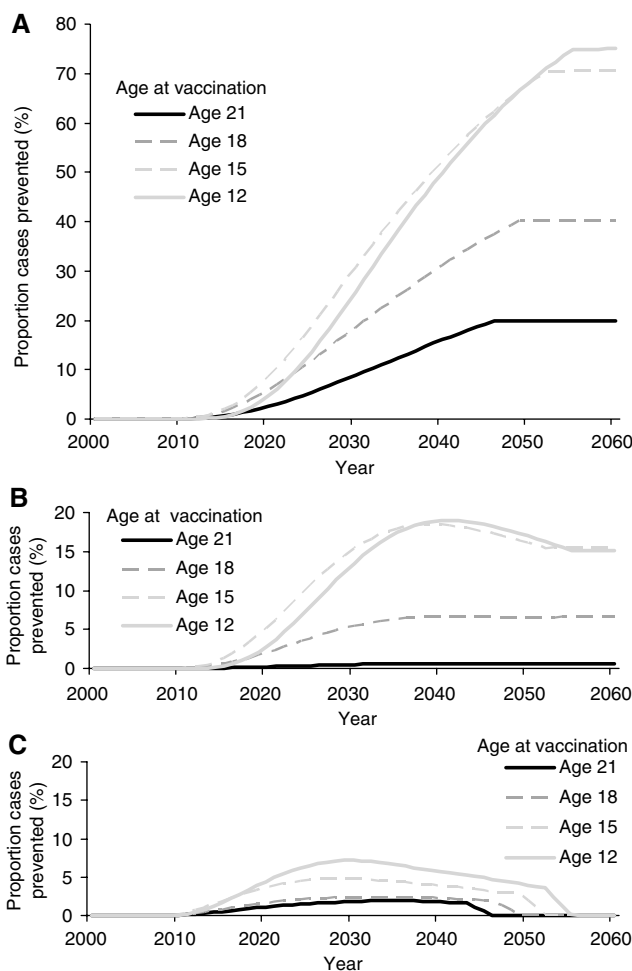 A
80
70
60
50
40
30
20
10
0
Proportion cases prevented (%)
Age at vaccination
Age 21
Age 18
Age 15
Age 12
2000 2010 2020 2030 2040 2050 2060
Year
B
20
15
10
5
0
Proportion cases
prevented (%)
Age at vaccination
Age 21
Age 18
Age 15
Age 12
2000 2010 2020 2030 2040 2050 2060
Year
C
20
15
10
5
0
Proportion cases
prevented (%)
Age at vaccination
Age 21
Age 18
Age 15
Age 12
2000 2010 2020 2030 2040 2050 2060
Year